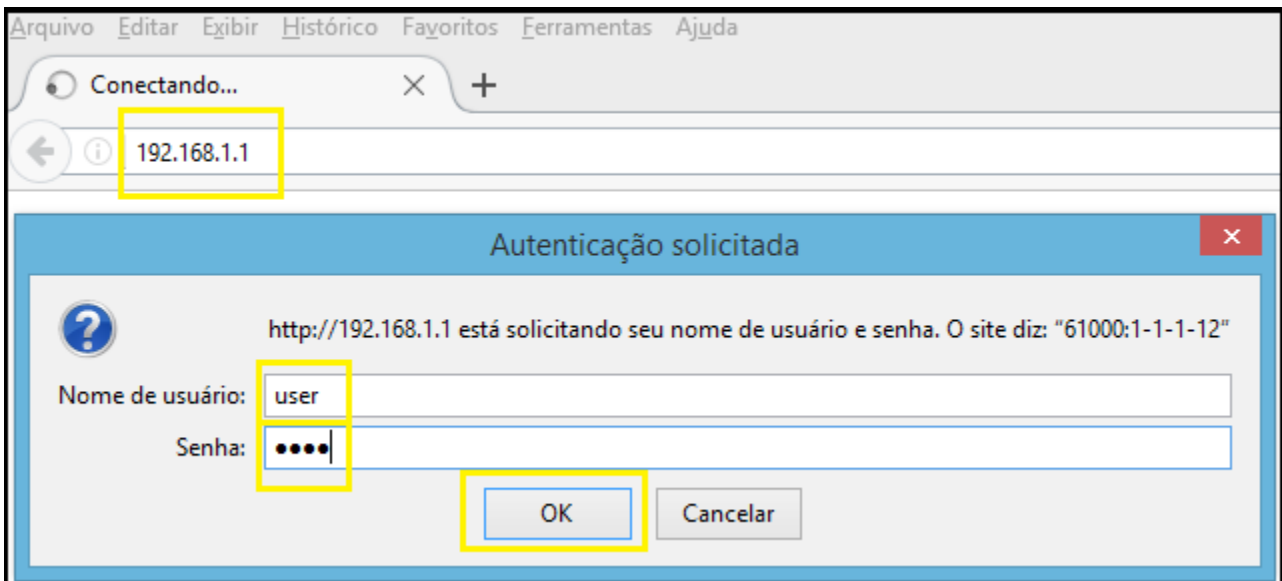 Arquivo Editar Exibir Histórico Favoritos Ferramentas Ajuda
Conectando...
192.168.1.1
Autenticação solicitada
http://192.168.1.1 está solicitando seu nome de usuário e senha. O site diz: “61000:1-1-1-12”
Nome de usuário: user
Senha: ••••
OK Cancelar